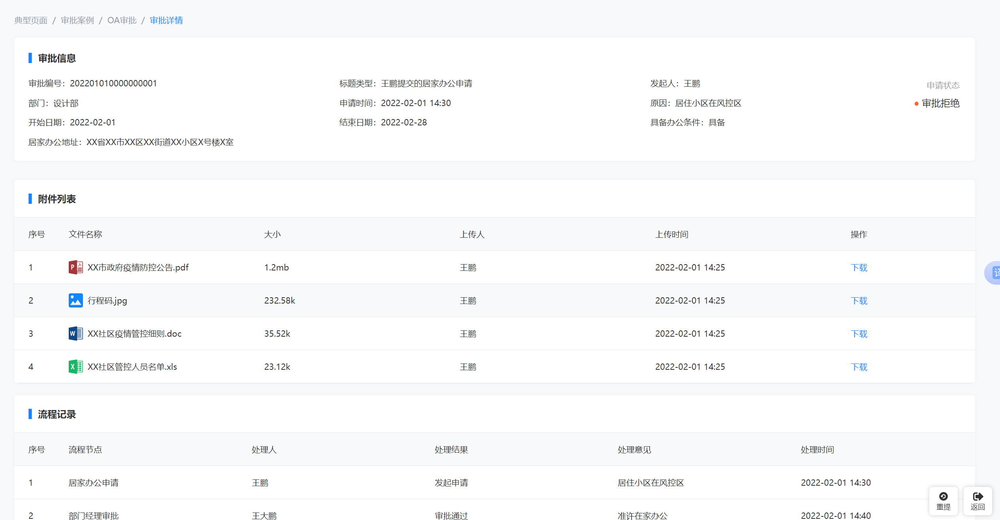 典型页面 / 审批案例 / OA审批 / 审批详情
审批信息
审批编号：202201010000000001 标题类型：王鹏提交的居家办公申请 发起人：王鹏 申请状态
部门：设计部 申请时间：2022-02-01 14:30 原因：居住小区在风控区 审批拒绝
开始日期：2022-02-01 结束日期：2022-02-28 具备办公条件：具备
居家办公地址：XX省XX市XX区XX街道XX小区X号楼X室
附件列表
序号 文件名称 大小 上传人 上传时间 操作
1 XX市政府疫情防控公告.pdf 1.2mb 王鹏 2022-02-01 14:25 下载
2 行程码.jpg 232.58k 王鹏 2022-02-01 14:25 下载
3 XX社区疫情管控细则.doc 35.52k 王鹏 2022-02-01 14:25 下载
4 XX社区管控人员名单.xls 23.12k 王鹏 2022-02-01 14:25 下载
流程记录
序号 流程节点 处理人 处理结果 处理意见 处理时间
1 居家办公申请 王鹏 发起申请 居住小区在风控区 2022-02-01 14:30
2 部门经理审批 王大鹏 审批通过 准许在家办公 2022-02-01 14:40
重提 返回